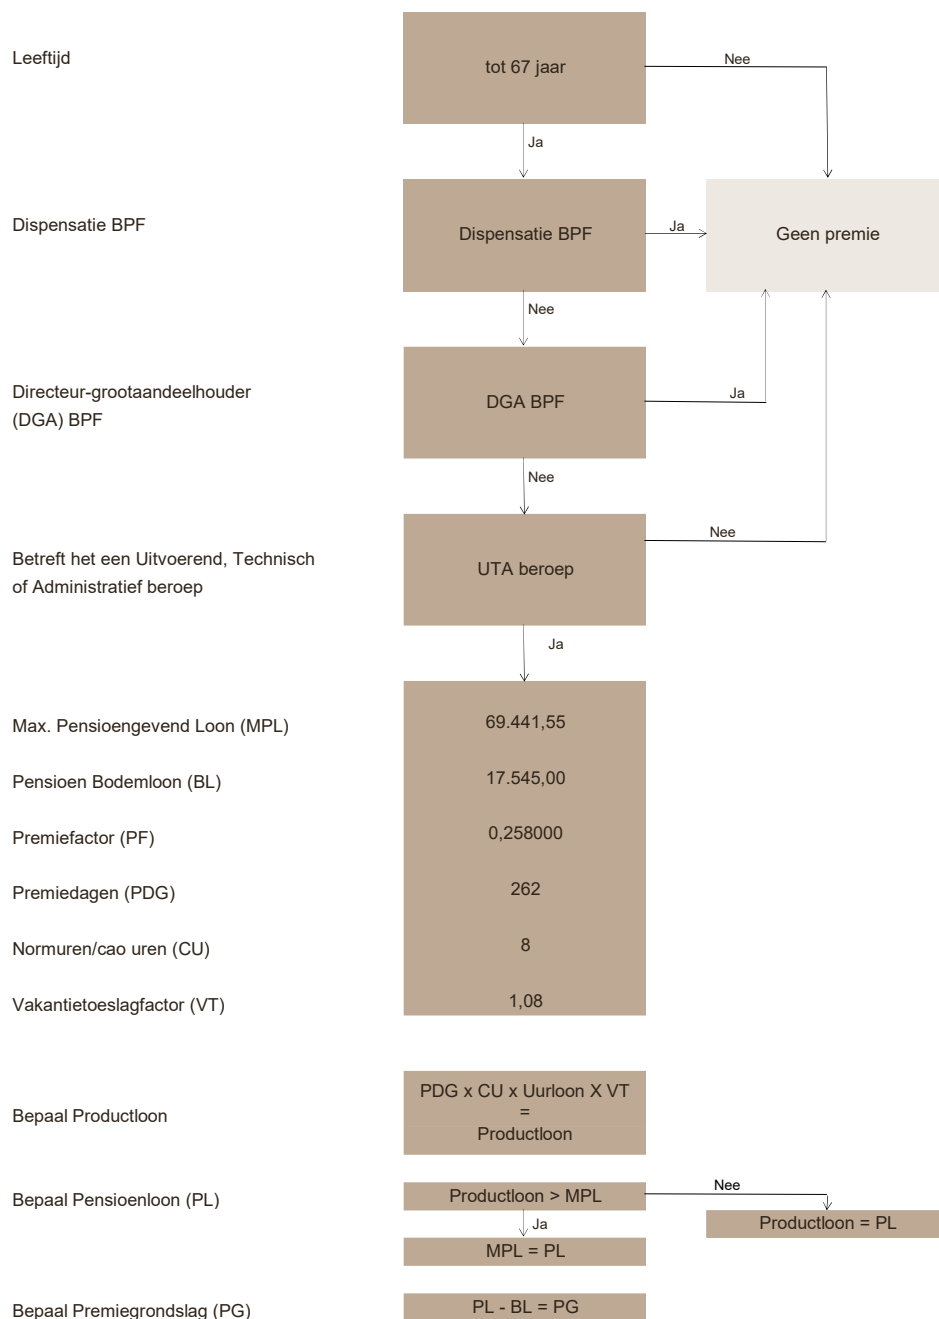 Leeftijd
tot 67 jaar
Nee
Ja
Dispensatie BPF
Dispensatie BPF
Ja
Geen premie
Nee
Directeur-grootaandeelhouder
(DGA) BPF
DGA BPF
Ja
Nee
Betreft het een Uitvoerend, Technisch
of Administratief beroep
UTA beroep
Nee
Ja
Max. Pensioengevend Loon (MPL)
69.441,55
Pensioen Bodemloon (BL)
17.545,00
Premiefactor (PF)
0,258000
Premiedagen (PDG)
262
Normuren/cao uren (CU)
8
Vakantietoeslagfactor (VT)
1,08
Bepaal Productloon
PDG x CU x Uurloon X VT
=
Productloon
Bepaal Pensioenloon (PL)
Productloon > MPL
Nee
Productloon = PL
Ja
MPL = PL
Bepaal Premiegrondslag (PG)
PL - BL = PG